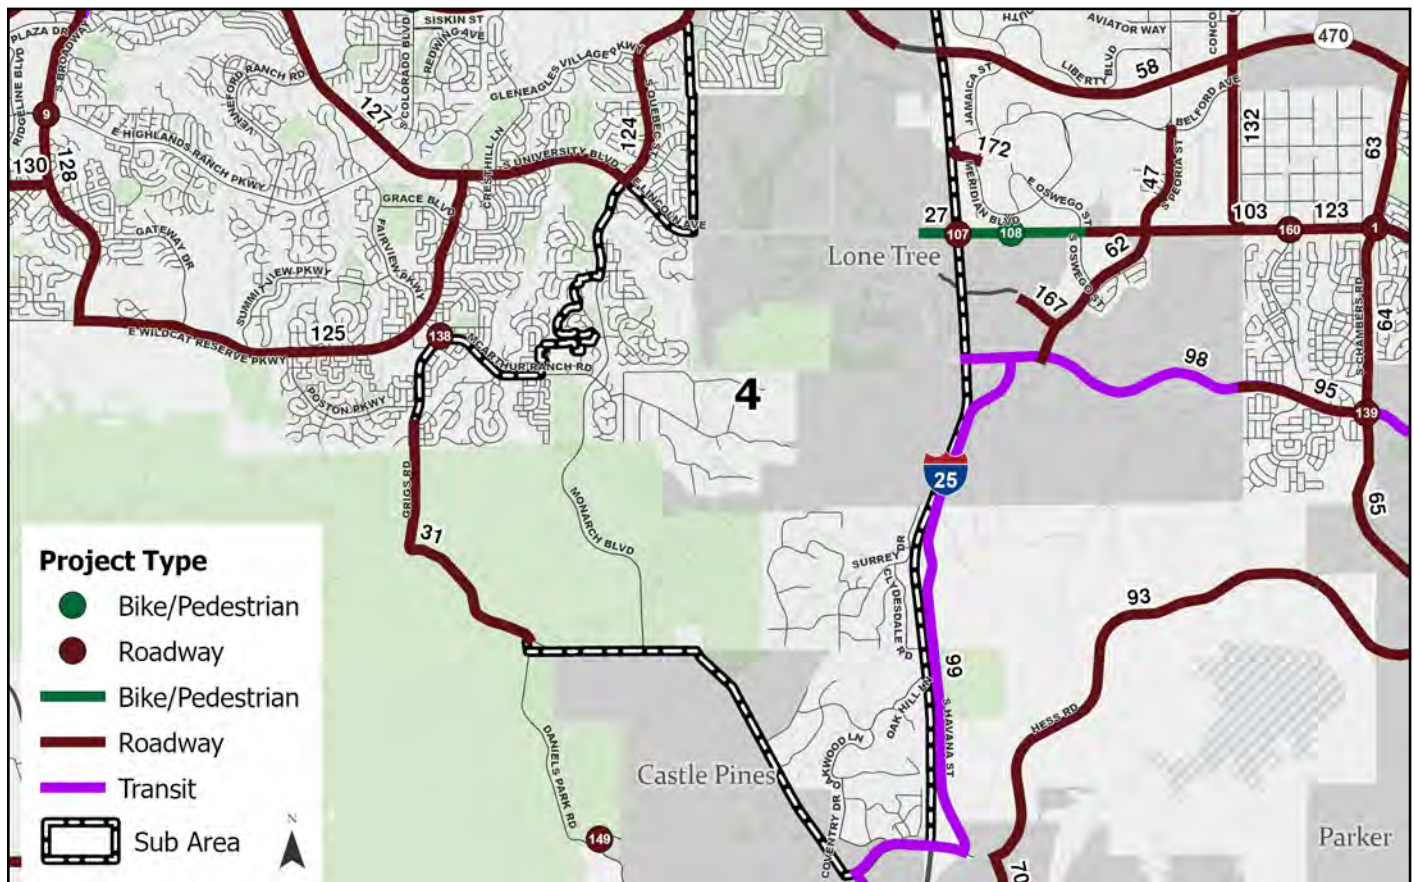 PLAZA DR
SISKIN ST
REDWING AVE
S COLORADO BLVD
RIDGELINE BLVD
S BROADWAY
VENNEFORD RANCH RD
GLENEAGLES VILLAGE PKWY
S QUEBEC ST
AVIATOR WAY
CONCO
470
LIBERTY BLVD
58
JAMAICA ST
BELFORD AVE
9
127
124
132
63
E HIGHLANDS RANCH PKWY
CRESTHILL LN
S UNIVERSITY BLVD
172
130
128
GRACE BLVD
E LINCOLN AVE
MERIDIAN BLVD
E OSWEGO ST
47
S PEORIA ST
27
107
108
103
123
160
1
GATEWAY DR
FAIRVIEW PKWY
SUMMIT VIEW PKWY
Lone Tree
S OSWEGO ST
62
167
64
S CHAMBERS RD
E WILDCAT RESERVE PKWY
125
138
MCARTHUR RANCH RD
98
95
139
POSTON PKWY
4
25
GRIGS RD
31
MONARCH BLVD
65
SURREY DR
CLYDESDALE RD
93
99
OAK HILL LN
S HAVANA ST
HESS RD
OAKWOOD LN
COVENTRY DR
Castle Pines
DANIELS PARK RD
149
Parker
70
Project Type
Bike/Pedestrian
Roadway
Bike/Pedestrian
Roadway
Transit
Sub Area
N